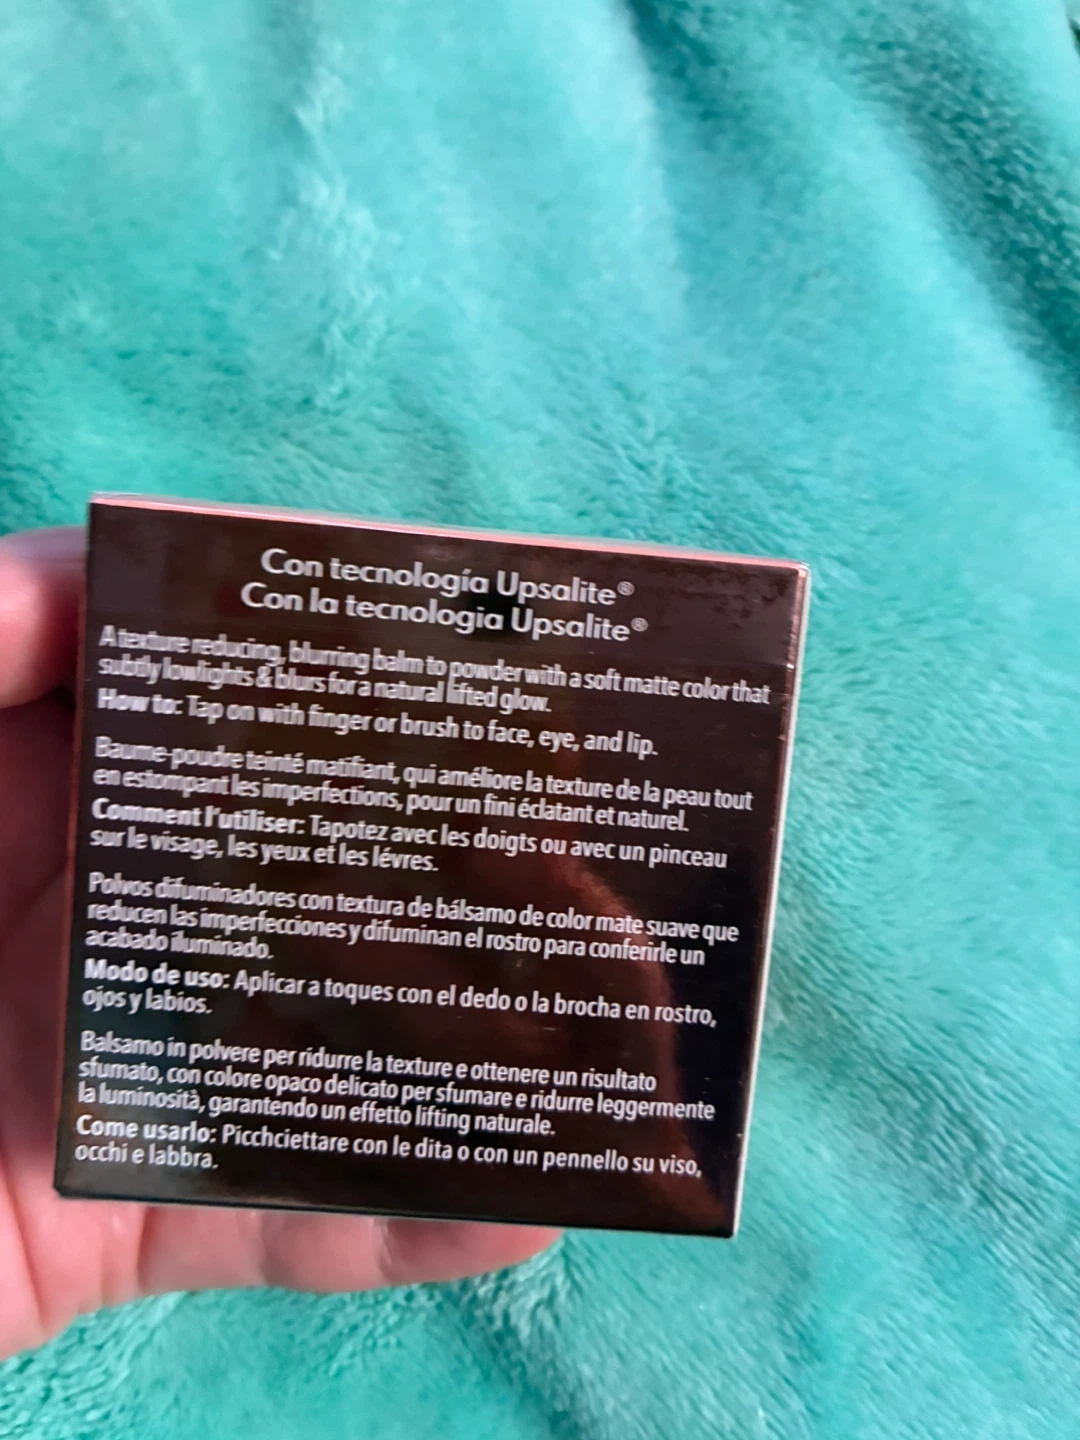 Con tecnología Upsalite®
Con la tecnologia Upsalite®
A texture reducing, blurring balm to powder with a soft matte color that
subtly lowlights & blurs for a natural lifted glow.
How to: Tap on with finger or brush to face, eye, and lip.
Baume-poudre teinté matifiant, qui améliore la texture de la peau tout
en estompant les imperfections, pour un fini éclatant et naturel.
Comment l'utiliser: Tapotez avec les doigts ou avec un pinceau
sur le visage, les yeux et les lévres.
Polvos difuminadores con textura de bálsamo de color mate suave que
reducen las imperfecciones y difuminan el rostro para conferirle un
acabado iluminado.
Modo de uso: Aplicar a toques con el dedo o la brocha en rostro,
ojos y labios.
Balsamo in polvere per ridurre la texture e ottenere un risultato
sfumato, con colore opaco delicato per sfumare e ridurre leggermente
la luminosità, garantendo un effetto lifting naturale.
Come usarlo: Picchciettare con le dita o con un pennello su viso,
occhi e labbra.